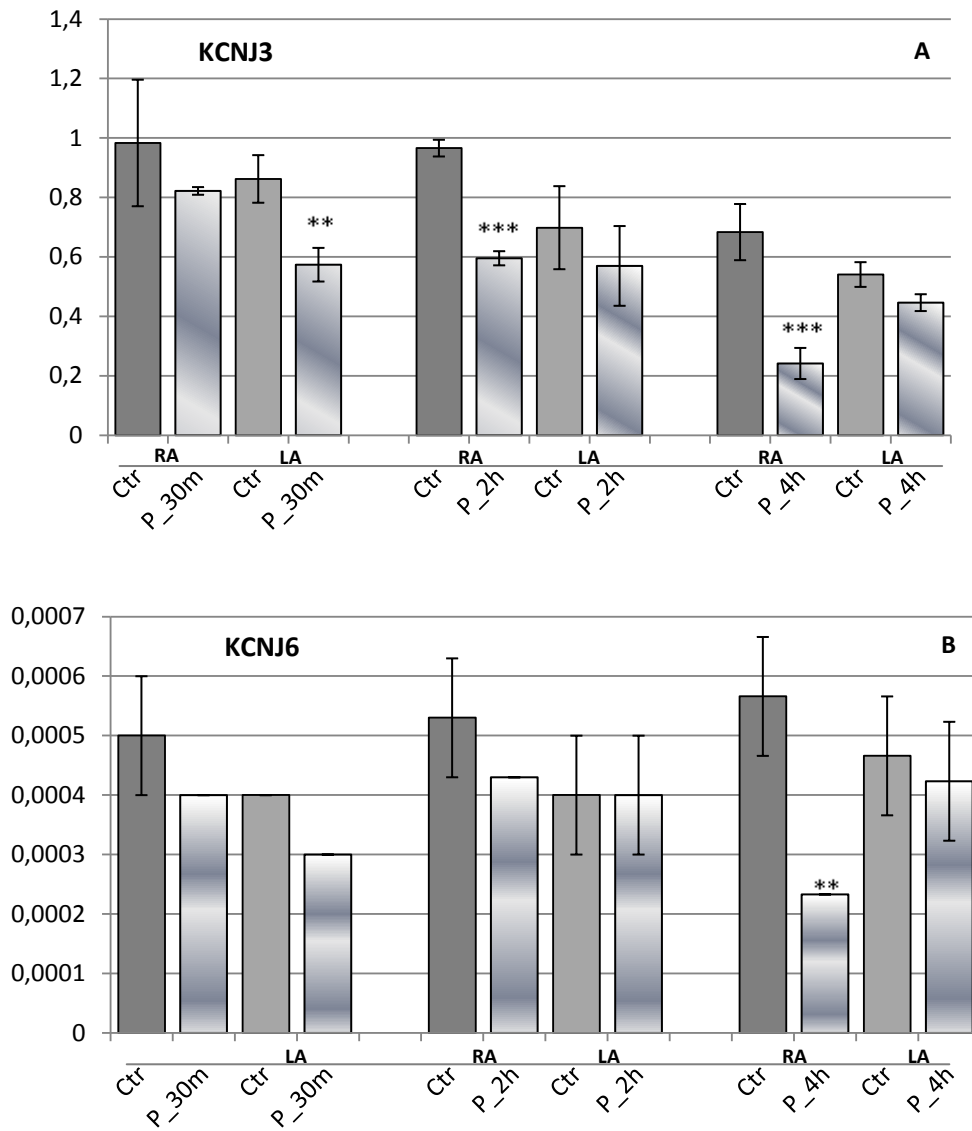 1,4
KCNJ3
A
1,2
1
0,8
**
***
0,6
0,4
***
0,2
0
RA LA RA LA RA LA
Ctr P_30m Ctr P_30m Ctr P_2h Ctr P_2h Ctr P_4h Ctr P_4h
0,0007
KCNJ6
B
0,0006
0,0005
0,0004
0,0003
**
0,0002
0,0001
0
LA RA LA RA LA
Ctr P_30m Ctr P_30m Ctr P_2h Ctr P_2h Ctr P_4h Ctr P_4h